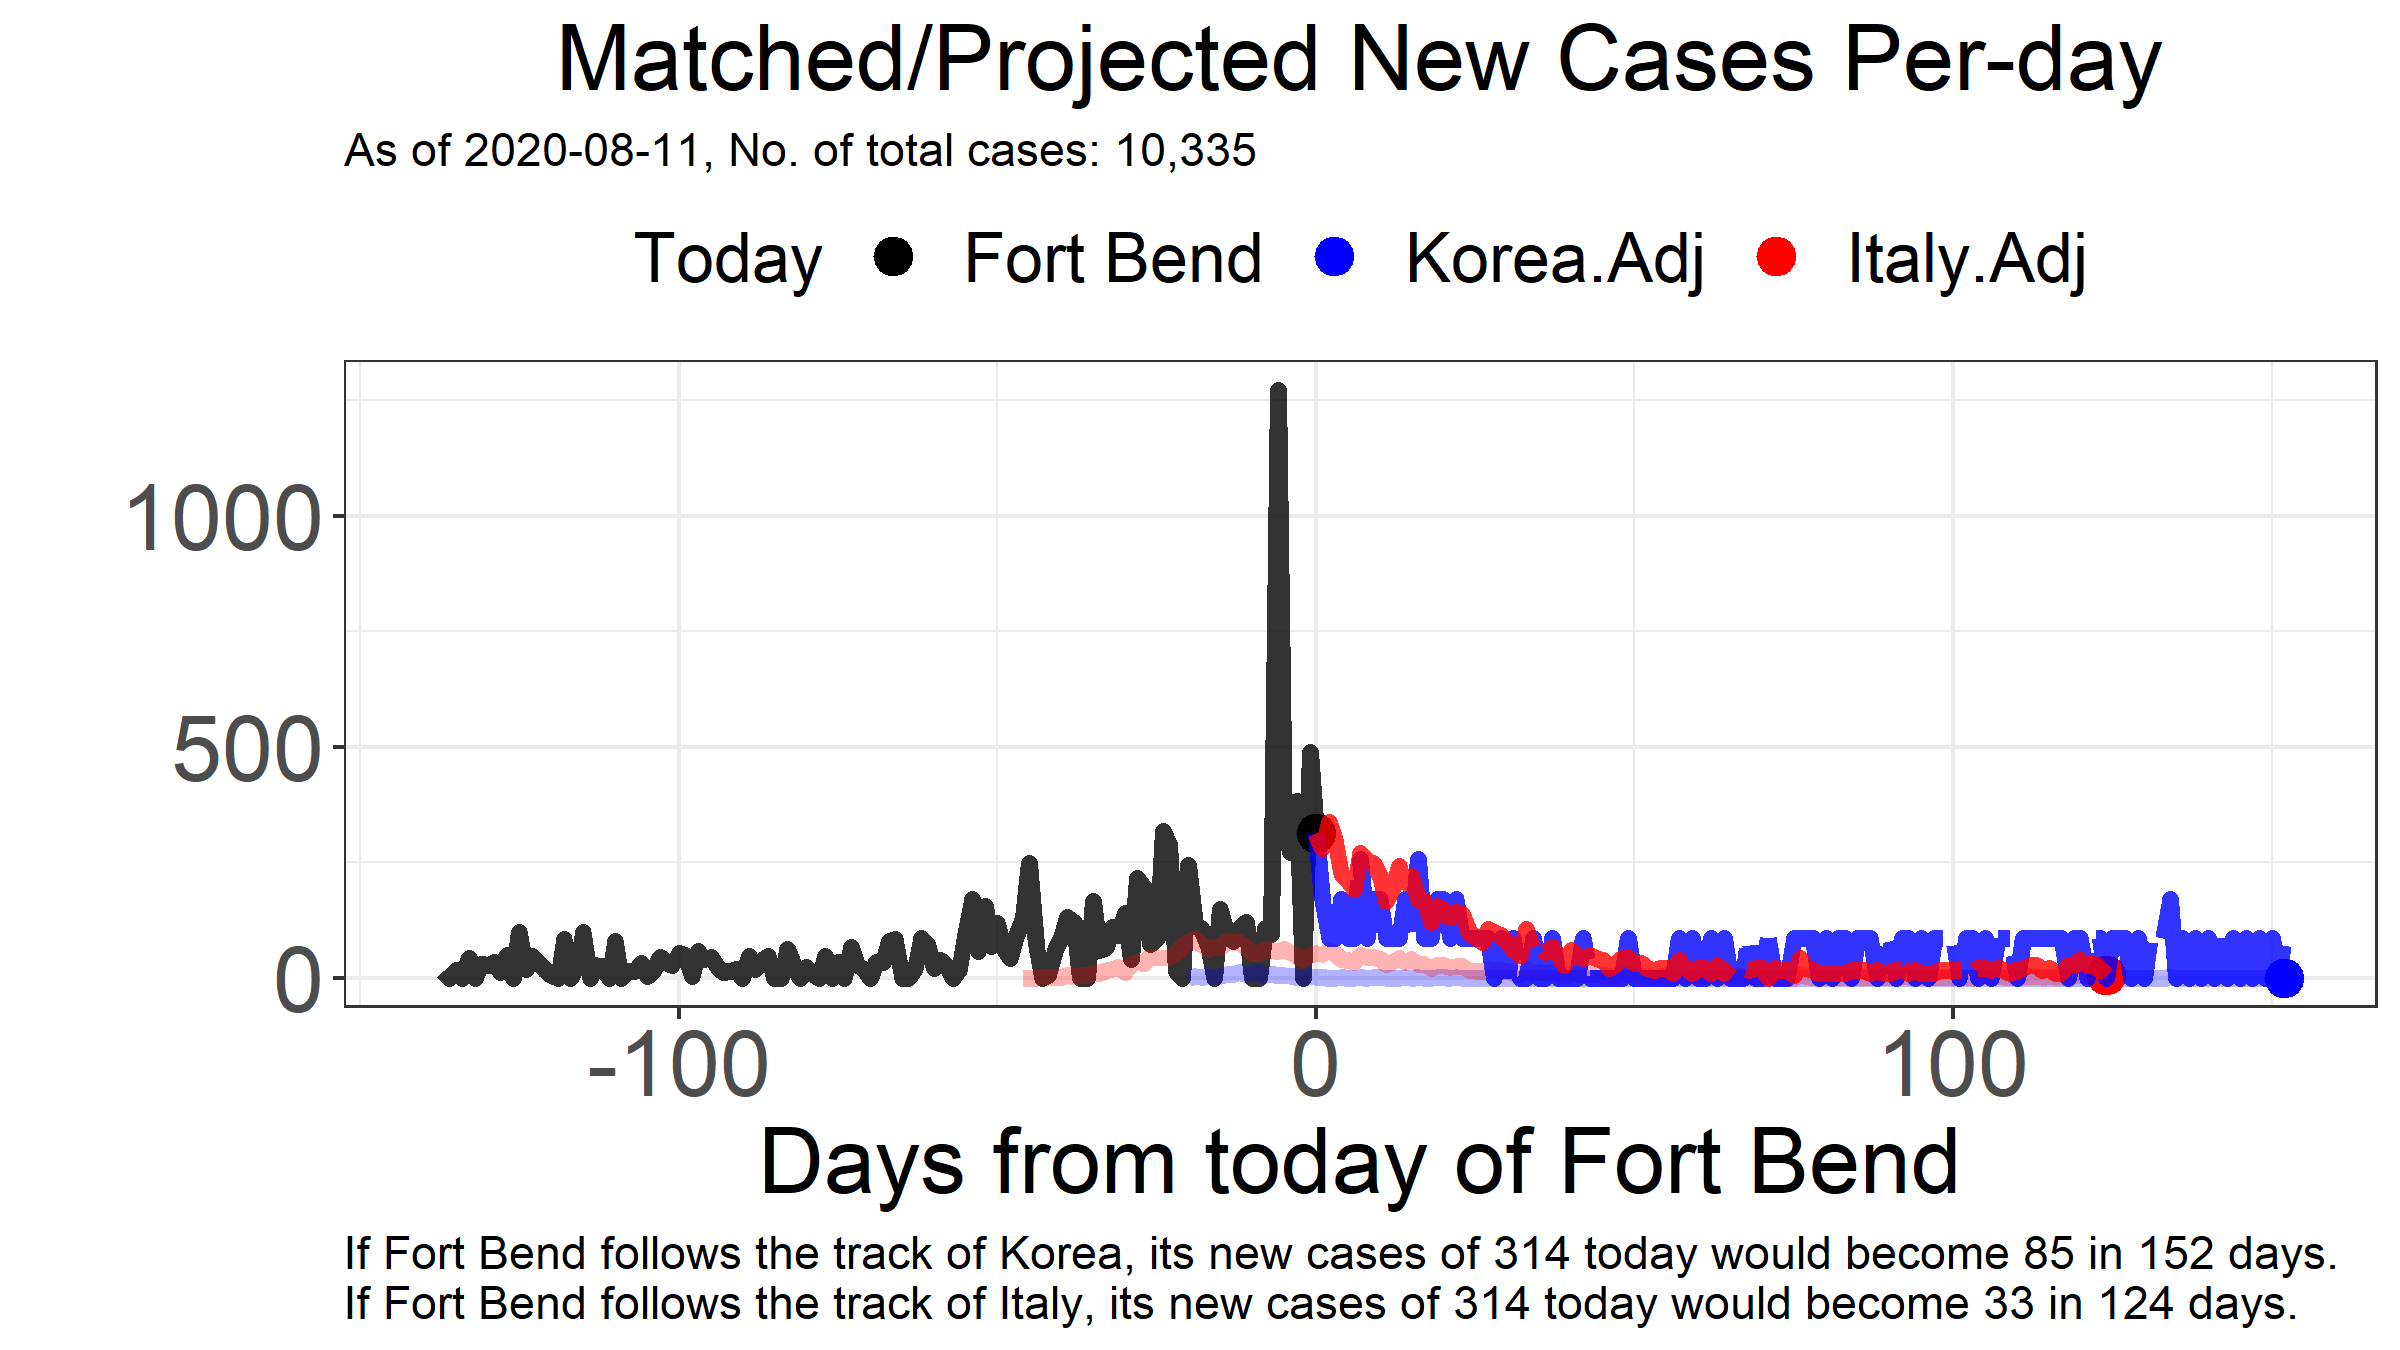 Matched/Projected New Cases Per-day
As of 2020-08-11, No. of total cases: 10,335
Today Fort Bend Korea.Adj Italy.Adj
1000
500
0
-100 0 100
Days from today of Fort Bend
If Fort Bend follows the track of Korea, its new cases of 314 today would become 85 in 152 days.
If Fort Bend follows the track of Italy, its new cases of 314 today would become 33 in 124 days.